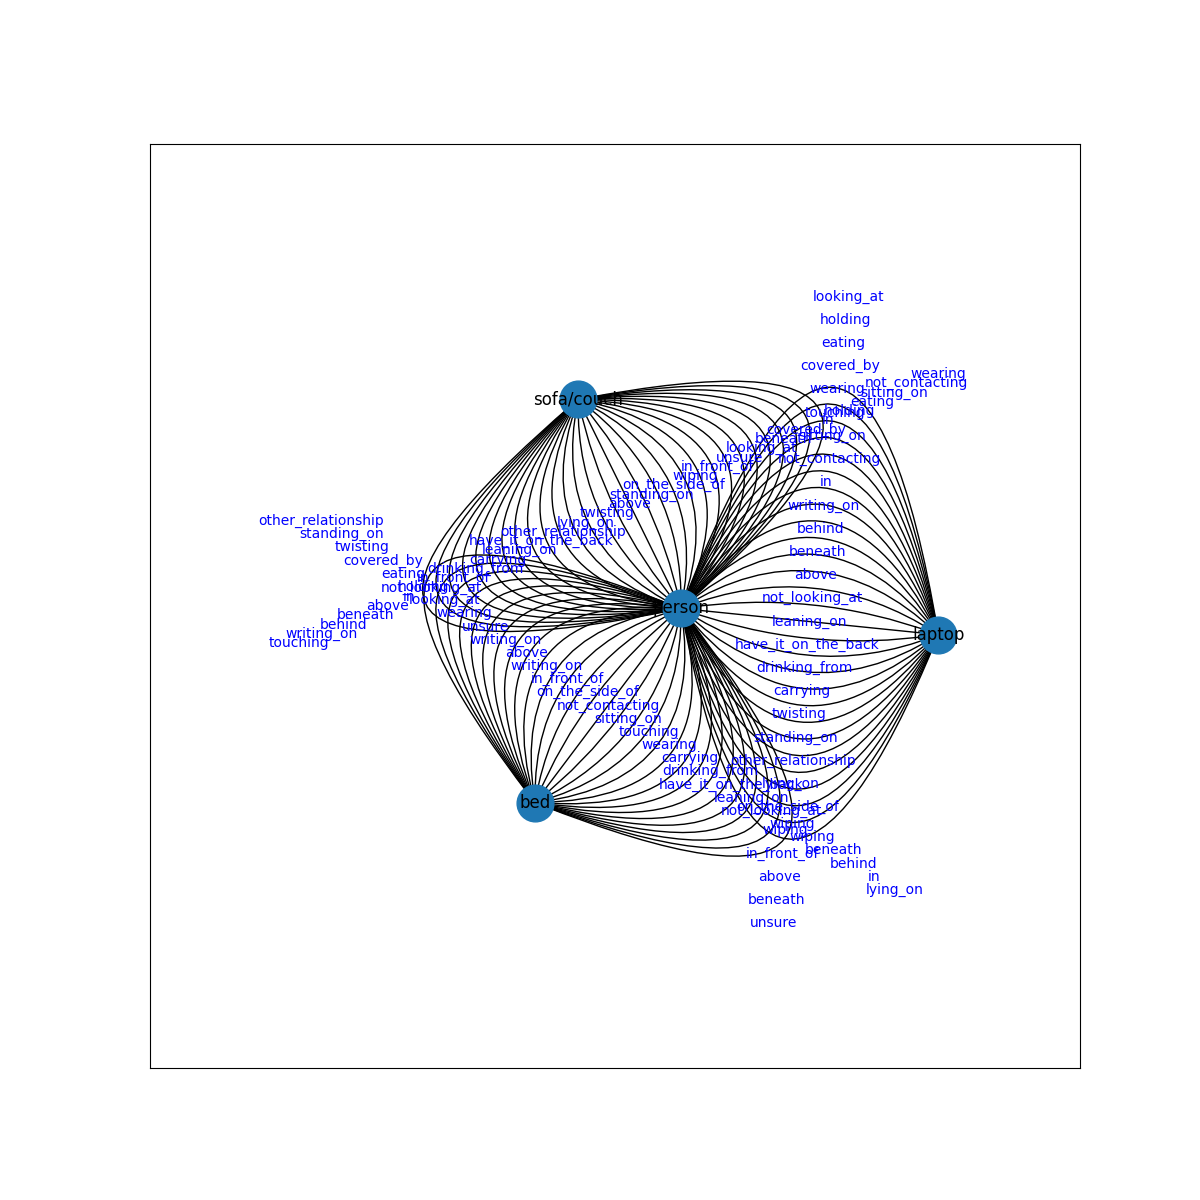 looking_at
holding
eating
covered_by
wearing
not_contacting
wearing
sitting_on
eating
touching
holding
in
covered_by
sitting_on
beneath
looking_at
unsure
not_contacting
in_front_of
wiping
in
on_the_side_of
standing_on
above
writing_on
twisting
lying_on
behind
other_relationship
have_it_on_the_back
leaning_on
beneath
carrying
drinking_from
above
in_front_of
sofa/couch
other_relationship
standing_on
twisting
covered_by
eating
not_looking_at
holding
in
looking_at
above
beneath
behind
writing_on
touching
wearing
unsure
writing_on
above
writing_on
in_front_of
on_the_side_of
not_contacting
sitting_on
touching
wearing
carrying
drinking_from
have_it_on_the_back
leaning_on
not_looking_at
person
laptop
bed
not_looking_at
leaning_on
have_it_on_the_back
drinking_from
carrying
twisting
standing_on
other_relationship
lying_on
on_the_side_of
wiping
wiping
wiping
in_front_of
beneath
behind
above
in
lying_on
beneath
unsure